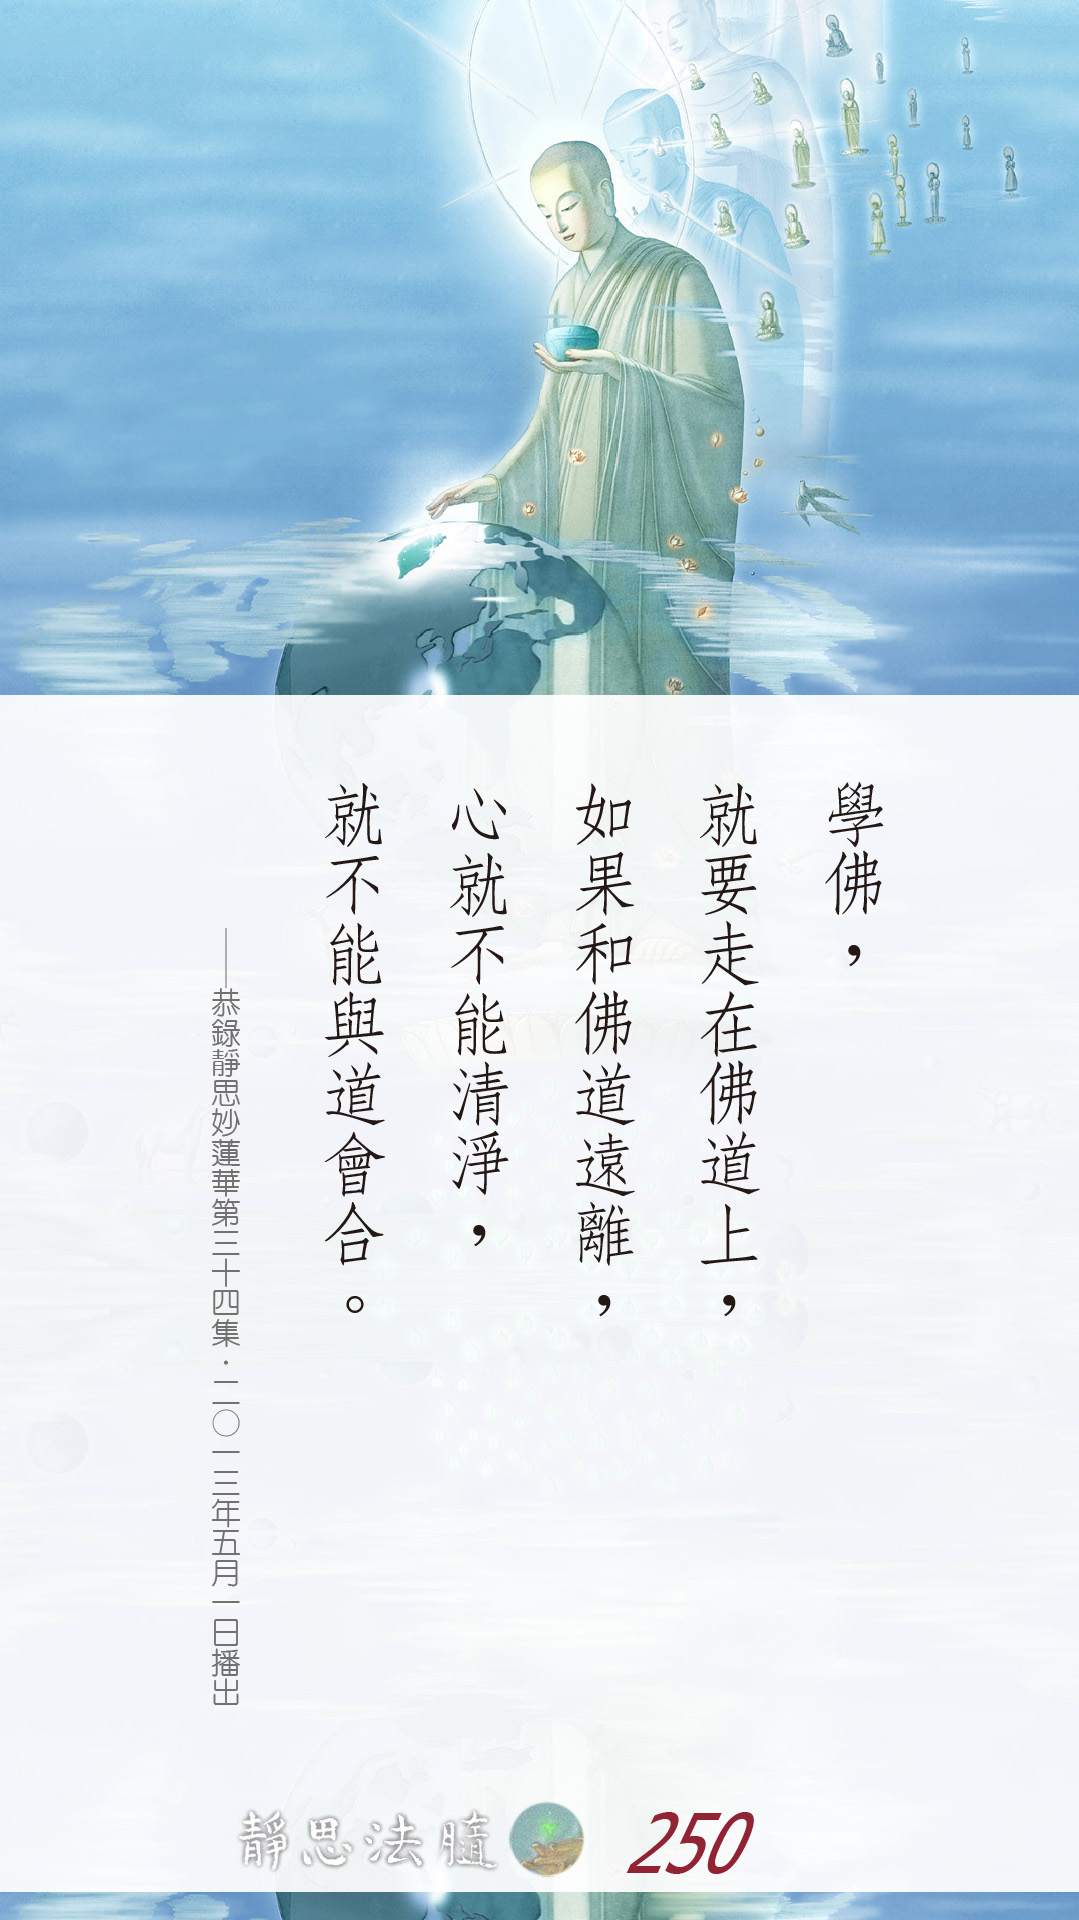 學佛，
就要走在佛道上，
如果和佛道遠離，
心就不能清淨，
就不能與道會合。
——恭錄靜思妙蓮華第三十四集．二〇一三年五月一日播出
靜思法髓
250